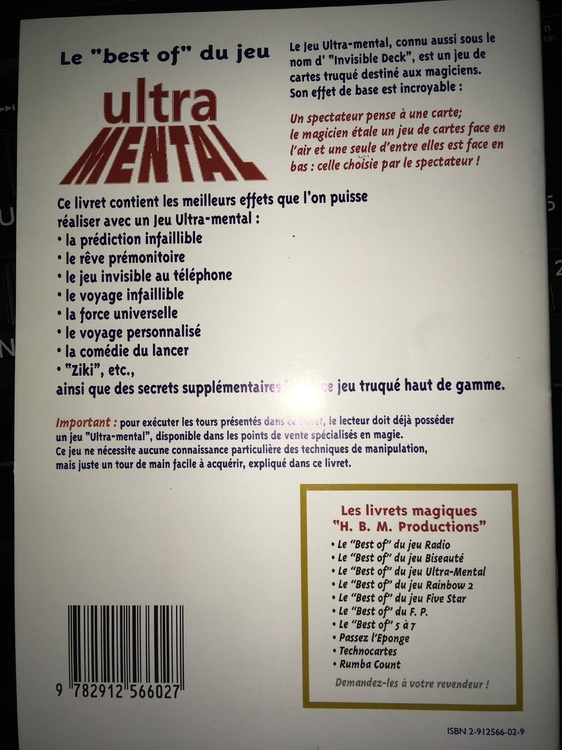 Le "best of" du jeu
ultra
MENTAL
Le Jeu Ultra-mental, connu aussi sous le
nom d' "Invisible Deck", est un jeu de
cartes truqué destiné aux magiciens.
Son effet de base est incroyable :
Un spectateur pense à une carte;
le magicien étale un jeu de cartes face en
l'air et une seule d'entre elles est face en
bas : celle choisie par le spectateur !
Ce livret contient les meilleurs effets que l'on puisse
réaliser avec un Jeu Ultra-mental :
• la prédiction infaillible
• le rêve prémonitoire
• le jeu invisible au téléphone
• le voyage infaillible
• la force universelle
• le voyage personnalisé
• la comédie du lancer
• "Ziki", etc.,
ainsi que des secrets supplémentaires ce jeu truqué haut de gamme.
Important : pour exécuter les tours présentés dans ce livret, le lecteur doit déjà posséder
un jeu "Ultra-mental", disponible dans les points de vente spécialisés en magie.
Ce jeu ne nécessite aucune connaissance particulière des techniques de manipulation,
mais juste un tour de main facile à acquérir, expliqué dans ce livret.
Les livrets magiques
"H. B. M. Productions"
• Le "Best of" du jeu Radio
• Le "Best of" du jeu Biseauté
• Le "Best of" du jeu Ultra-Mental
• Le "Best of" du jeu Rainbow 2
• Le "Best of" du jeu Five Star
• Le "Best of" du F. P.
• Le "Best of" 5 à 7
• Passez l'Eponge
• Technocartes
• Rumba Count
Demandez-les à votre revendeur !
9 782912 566027
ISBN 2-912566-02-9